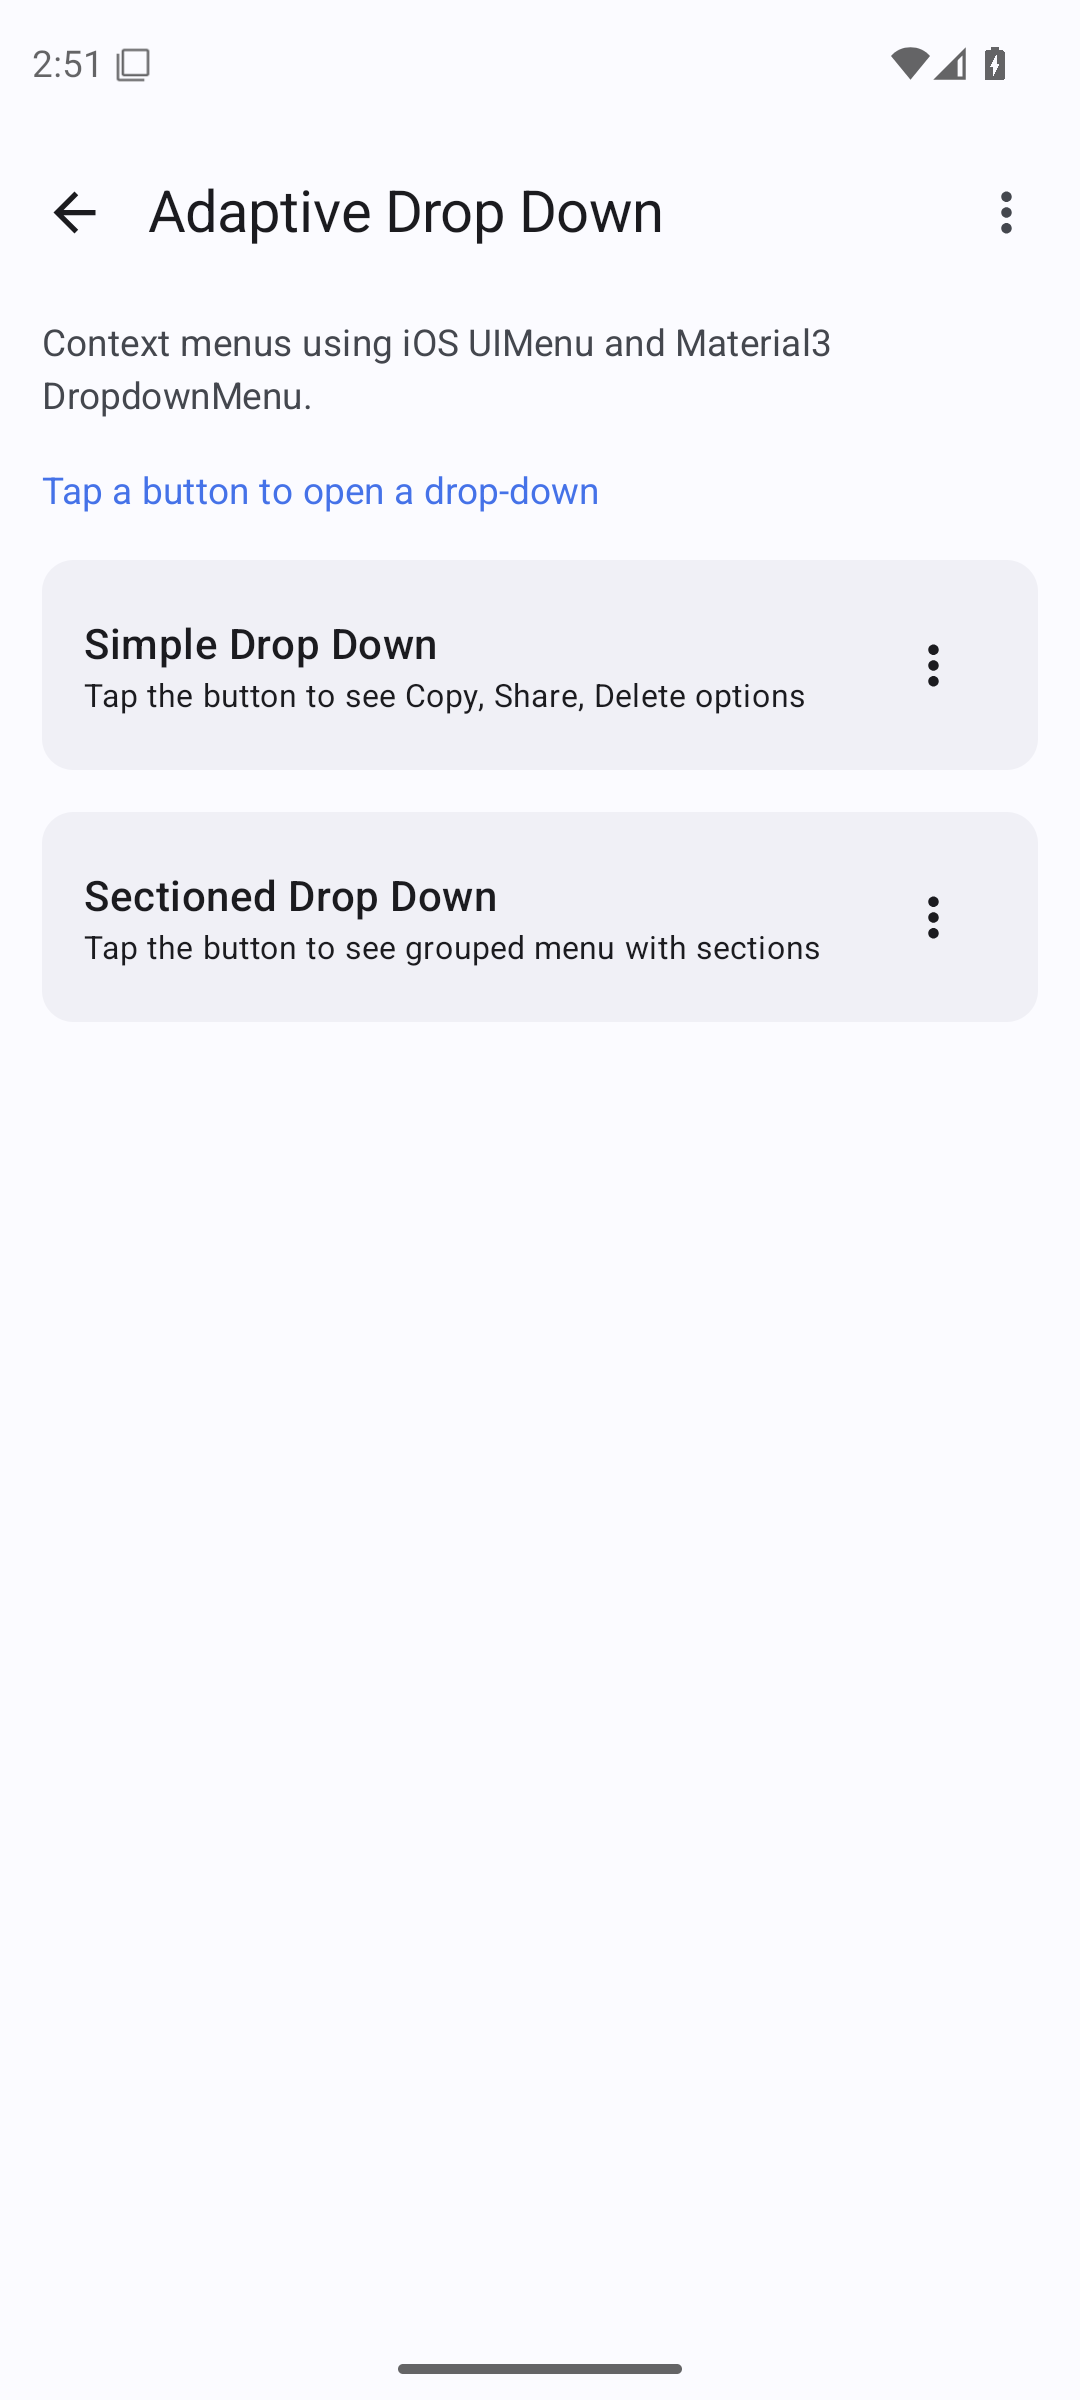 2:51
Adaptive Drop Down
Context menus using iOS UIMenu and Material3
DropdownMenu.
Tap a button to open a drop-down
Simple Drop Down
Tap the button to see Copy, Share, Delete options
Sectioned Drop Down
Tap the button to see grouped menu with sections